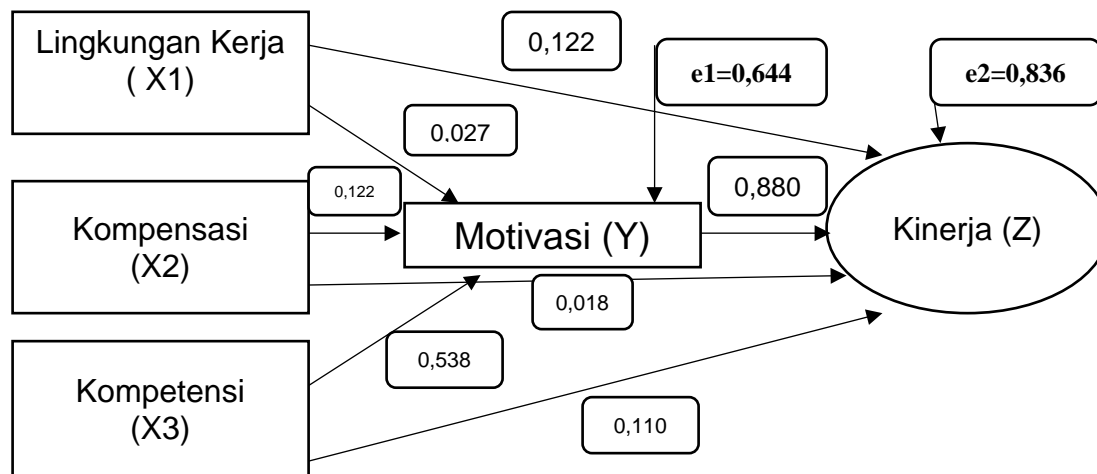 Lingkungan Kerja
( X1)
0,122
e1=0,644
e2=0,836
0,027
0,122
0,880
Kompensasi
(X2)
Motivasi (Y)
Kinerja (Z)
0,018
0,538
Kompetensi
(X3)
0,110